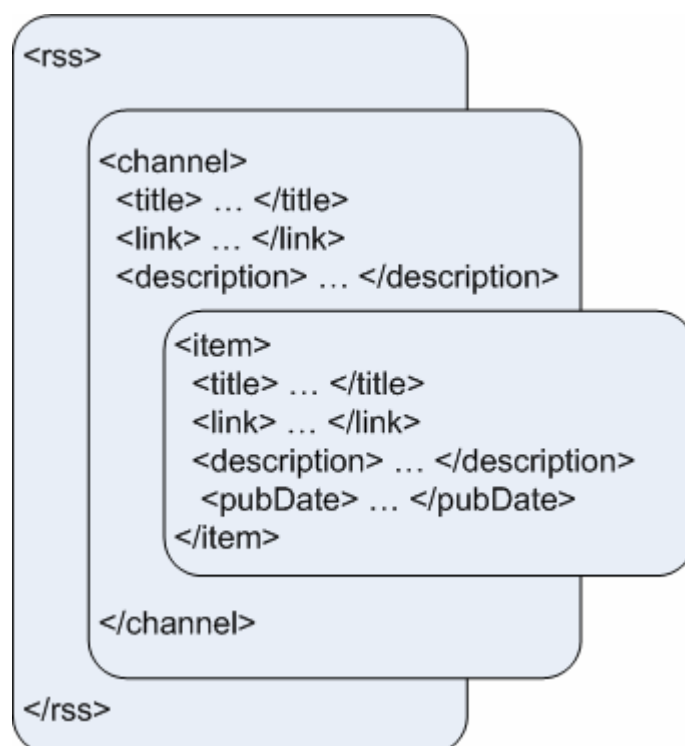 <rss>
<channel>
<title> … </title>
<link> … </link>
<description> … </description>
<item>
<title> … </title>
<link> … </link>
<description> … </description>
<pubDate> … </pubDate>
</item>
</channel>
</rss>